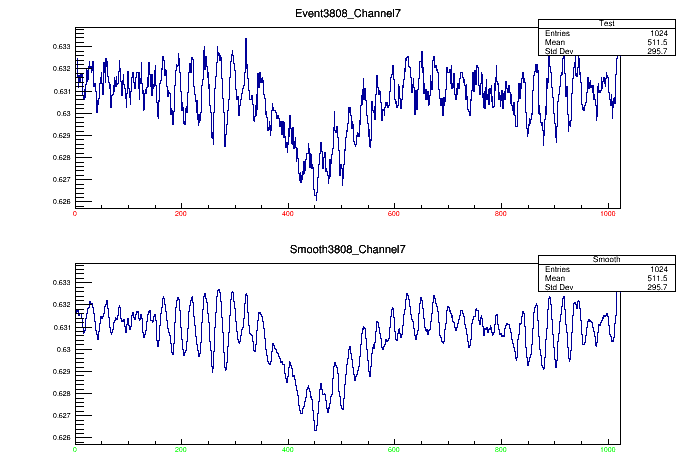 Event3808_Channel7
Test
Entries 1024
Mean 511.5
Std Dev 295.7
0.633
0.632
0.631
0.63
0.629
0.628
0.627
0.626
0 200 400 600 800 1000
Smooth3808_Channel7
Smooth
Entries 1024
Mean 511.5
Std Dev 295.7
0.633
0.632
0.631
0.63
0.629
0.628
0.627
0.626
0 200 400 600 800 1000